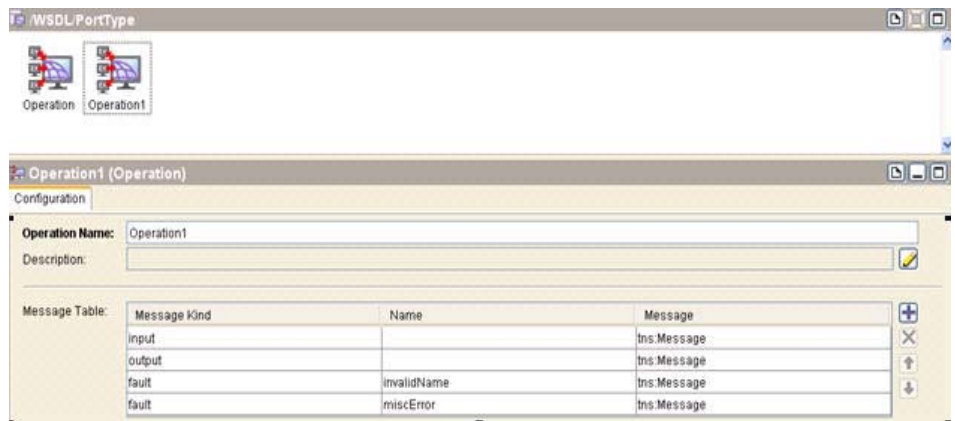 /WSDL/PortType
Operation Operation1
Operation1 (Operation)
Configuration
Operation Name: Operation1
Description:
Message Table: Message Kind Name Message
input tns:Message
output tns:Message
fault invalidName tns:Message
fault miscError tns:Message